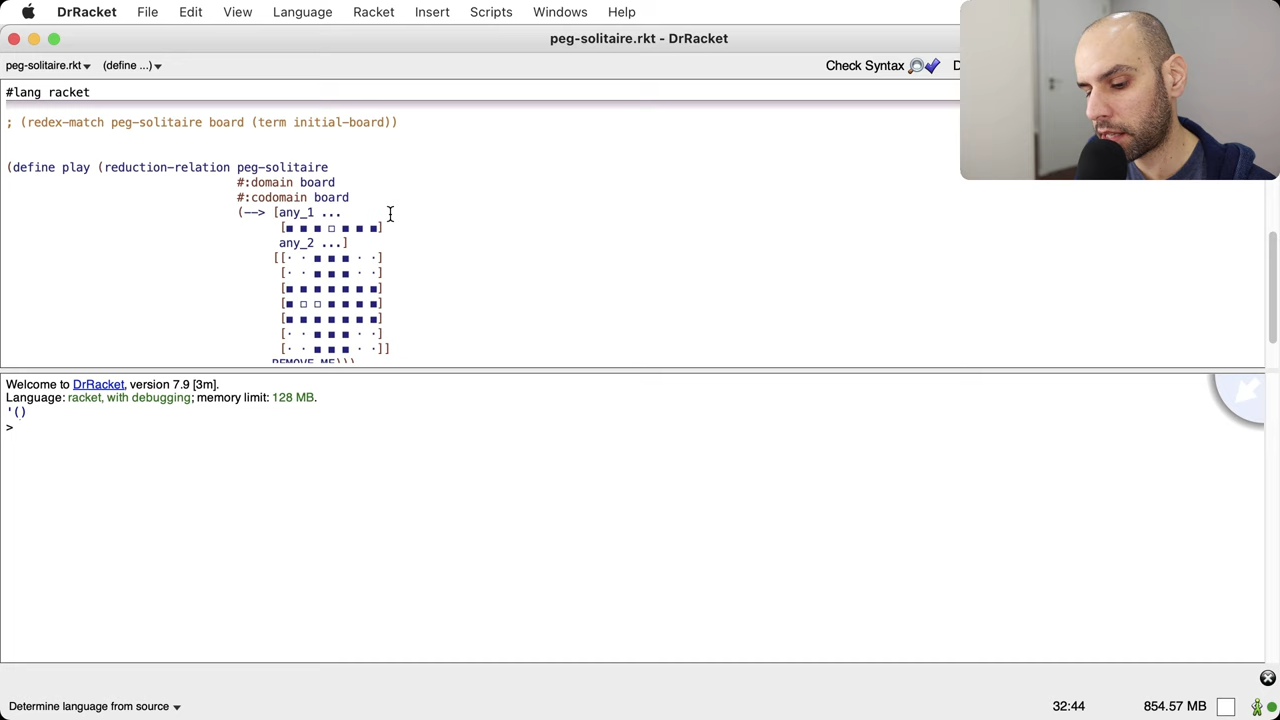 DrRacket File Edit View Language Racket Insert Scripts Windows Help
peg-solitaire.rkt - DrRacket
peg-solitaire.rkt▾ (define ...)▾ Check Syntax D
#lang racket
; (redex-match peg-solitaire board (term initial-board))
(define play (reduction-relation peg-solitaire
#:domain board
#:codomain board
(--> [any_1 ...
[■ ■ ■ □ ■ ■ ■]
any_2 ...]
[[· · ■ ■ ■ · ·]
[· · ■ ■ ■ · ·]
[■ ■ ■ ■ ■ ■ ■]
[■ □ □ ■ ■ ■ ■]
[■ ■ ■ ■ ■ ■ ■]
[· · ■ ■ ■ · ·]
[· · ■ ■ ■ · ·]]
REMOVE-ME)))
Welcome to DrRacket, version 7.9 [3m].
Language: racket, with debugging; memory limit: 128 MB.
'()
>
Determine language from source ▾ 32:44 854.57 MB